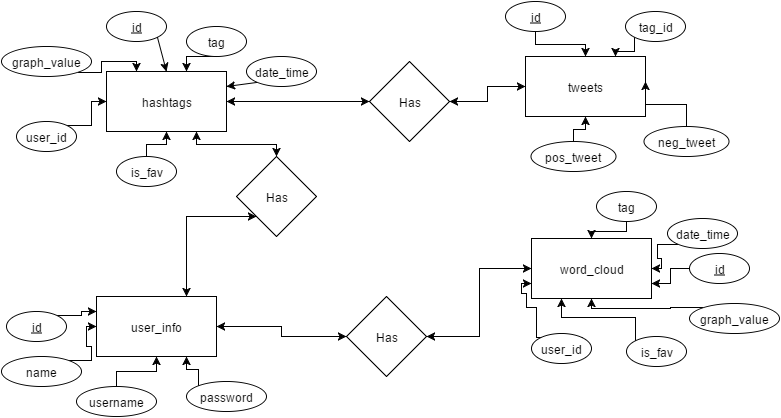 id
tag
graph_value
date_time
hashtags
user_id
is_fav
Has
id
tag_id
tweets
pos_tweet
neg_tweet
Has
tag
date_time
word_cloud
id
graph_value
user_id
is_fav
id
user_info
name
username
password
Has